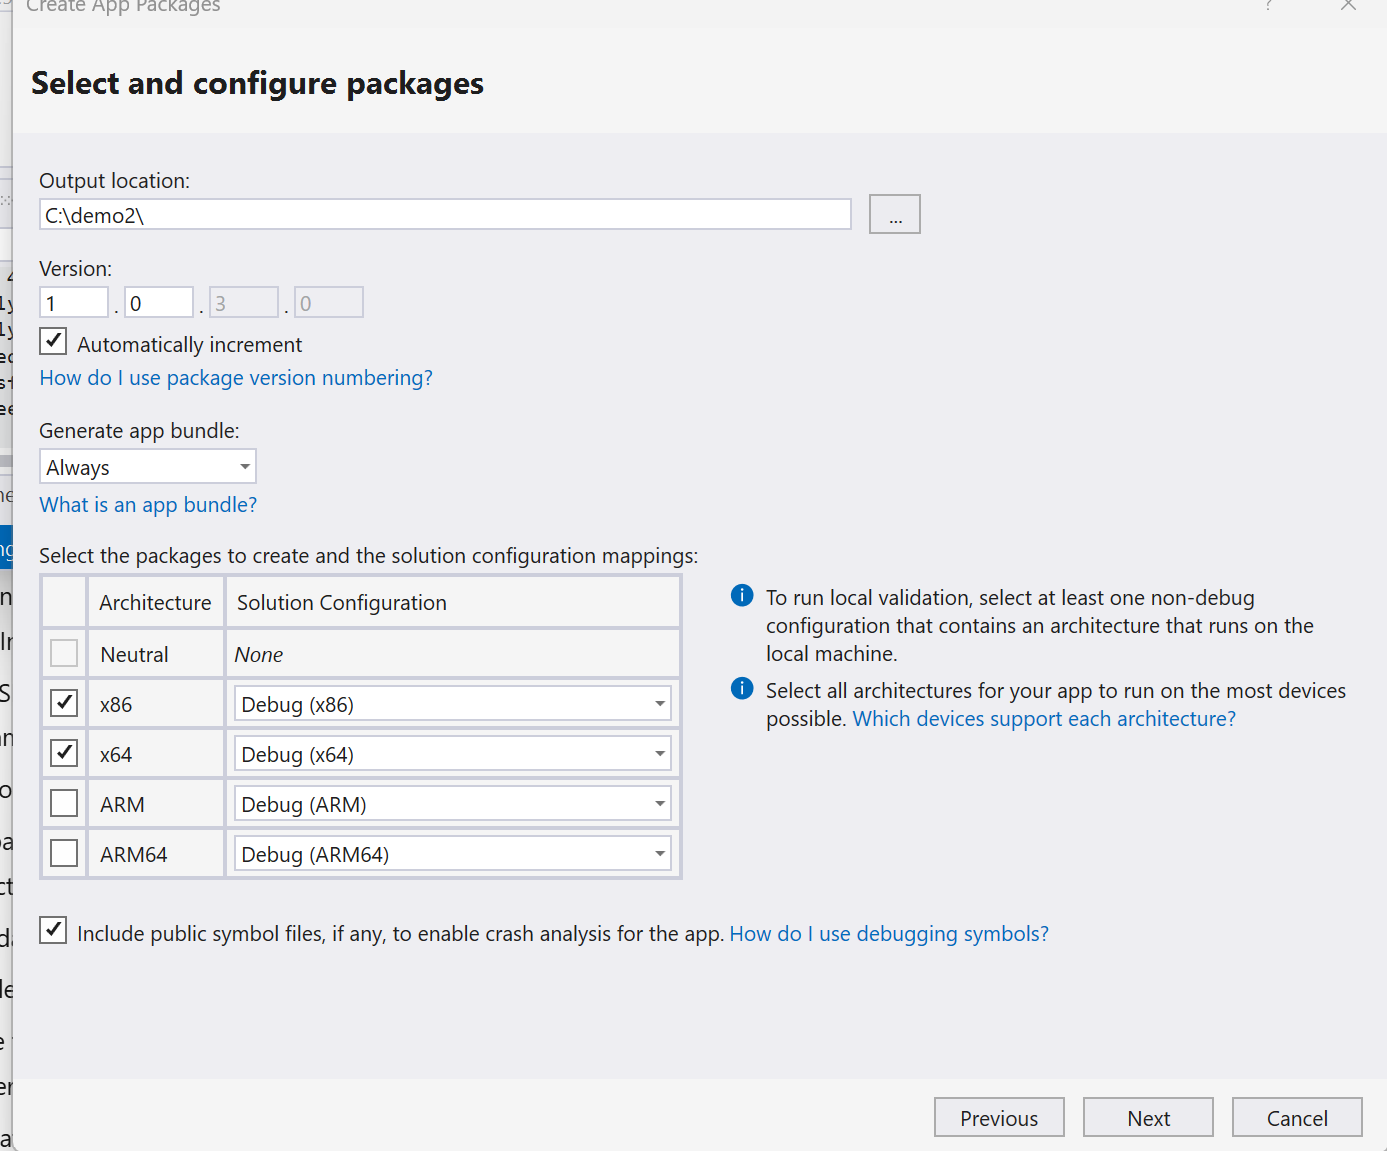 Create App Packages ?
Select and configure packages
Output location:
C:\demo2\
...
Version:
1 . 0 . 3 . 0
Automatically increment
How do I use package version numbering?
Generate app bundle:
Always
What is an app bundle?
Select the packages to create and the solution configuration mappings:
Architecture Solution Configuration
Neutral None
x86 Debug (x86)
x64 Debug (x64)
ARM Debug (ARM)
ARM64 Debug (ARM64)
To run local validation, select at least one non-debug
configuration that contains an architecture that runs on the
local machine.
Select all architectures for your app to run on the most devices
possible. Which devices support each architecture?
Include public symbol files, if any, to enable crash analysis for the app. How do I use debugging symbols?
Previous Next Cancel